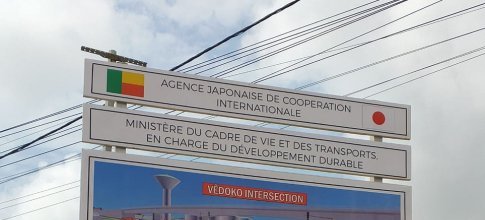 AGENCE JAPONAISE DE COOPERATION
INTERNATIONALE
MINISTÈRE DU CADRE DE VIE ET DES TRANSPORTS,
EN CHARGE DU DÉVELOPPEMENT DURABLE
VÊDOKO INTERSECTION